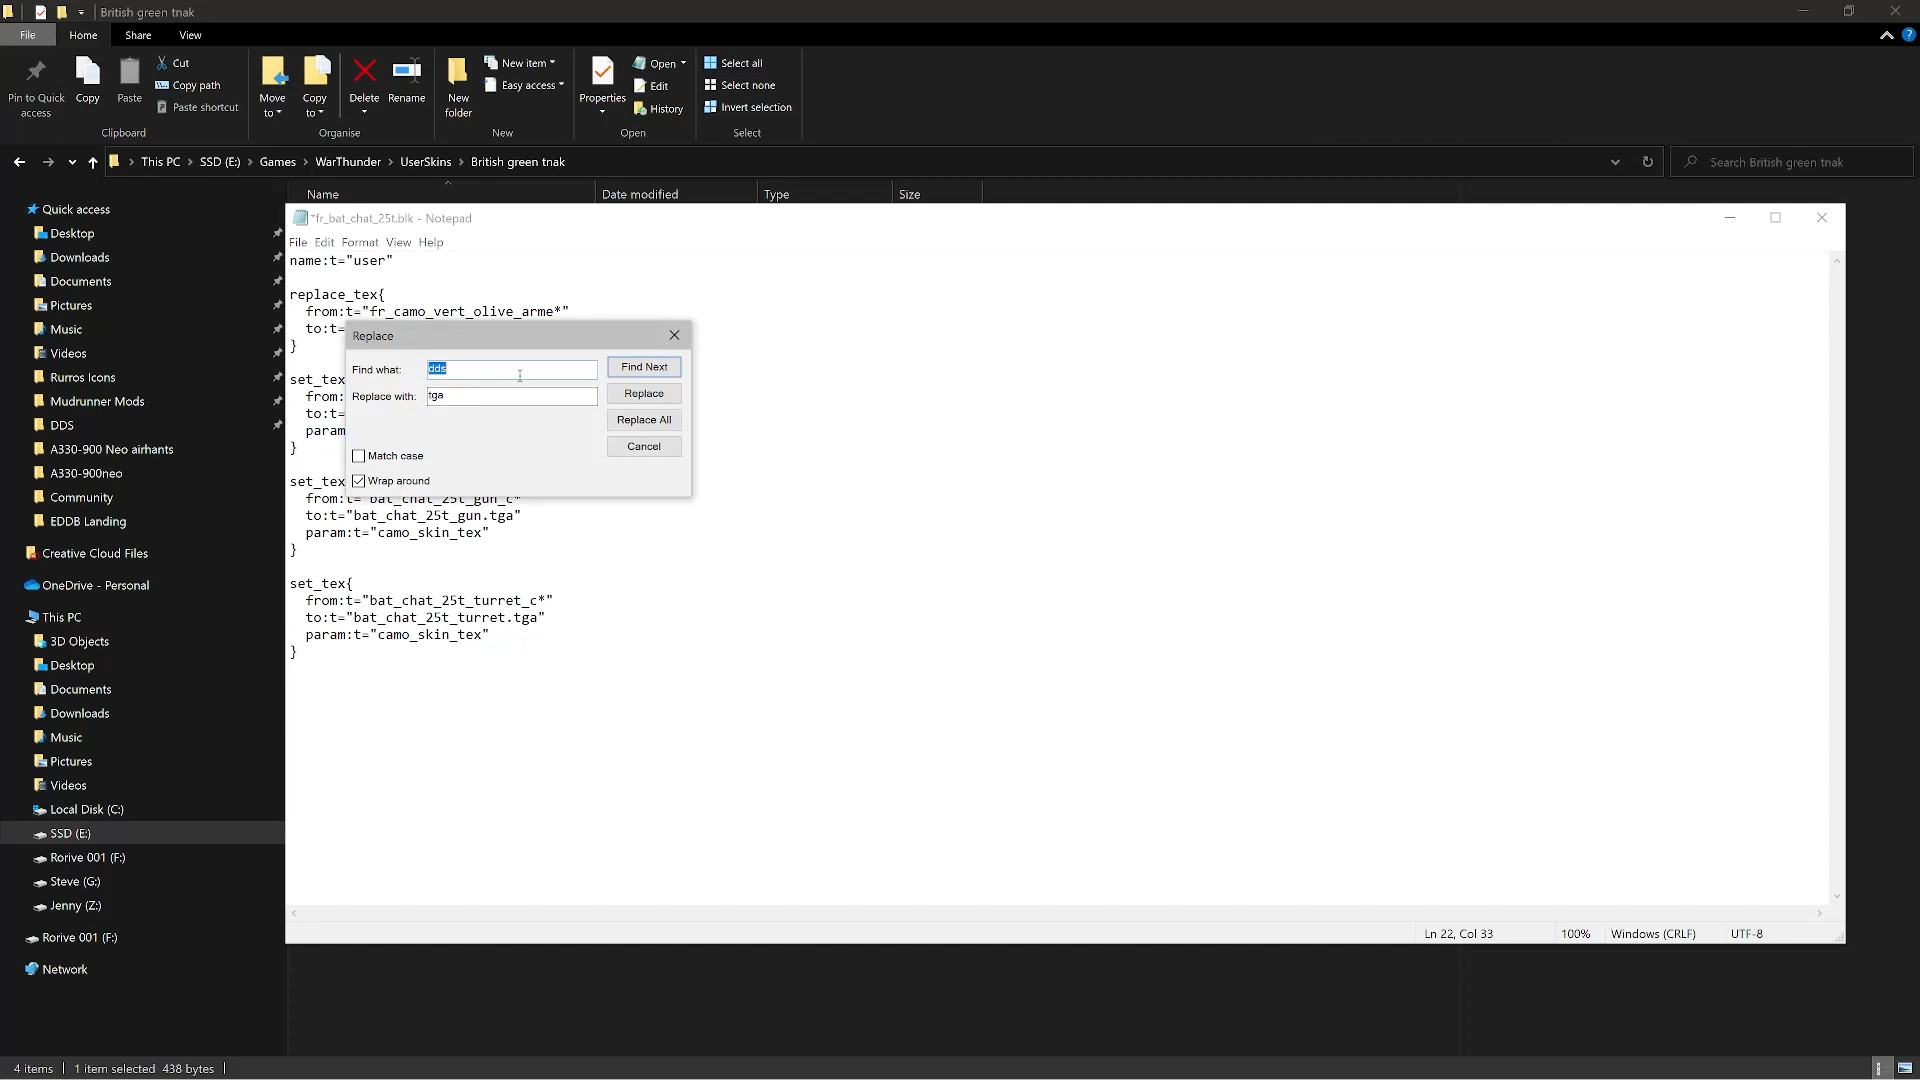 British green tnak
File Home Share View
Pin to Quick access
Copy
Paste
Cut
Copy path
Paste shortcut
Clipboard
Move to
Copy to
Delete
Rename
Organise
New folder
New item
Easy access
New
Properties
Open
Edit
History
Open
Select all
Select none
Invert selection
Select
This PC > SSD (E:) > Games > WarThunder > UserSkins > British green tnak
Search British green tnak
Name Date modified Type Size
Quick access
Desktop
Downloads
Documents
Pictures
Music
Videos
Rurros Icons
Mudrunner Mods
DDS
A330-900 Neo airhants
A330-900neo
Community
EDDB Landing
Creative Cloud Files
OneDrive - Personal
This PC
3D Objects
Desktop
Documents
Downloads
Music
Pictures
Videos
Local Disk (C:)
SSD (E:)
Rorive 001 (F:)
Steve (G:)
Jenny (Z:)
Rorive 001 (F:)
Network
*fr_bat_chat_25t.blk - Notepad
File Edit Format View Help
name:t="user"
replace_tex{
from:t="fr_camo_vert_olive_arme*"
to:t=
}
set_tex
from:
to:t=
param
}
set_tex
from:t="bat_chat_25t_gun_c*"
to:t="bat_chat_25t_gun.tga"
param:t="camo_skin_tex"
}
set_tex{
from:t="bat_chat_25t_turret_c*"
to:t="bat_chat_25t_turret.tga"
param:t="camo_skin_tex"
}
Replace
Find what: dds
Find Next
Replace with: tga
Replace
Replace All
Cancel
Match case
Wrap around
Ln 22, Col 33 100% Windows (CRLF) UTF-8
4 items 1 item selected 438 bytes